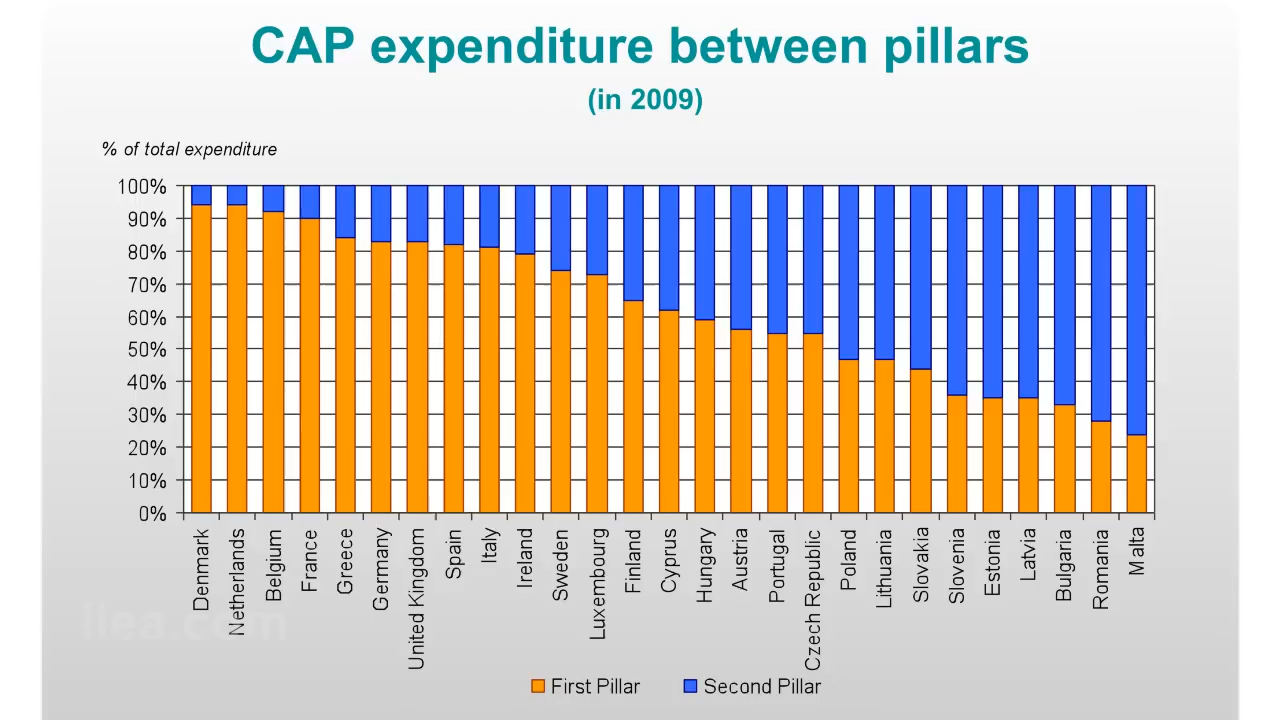 CAP expenditure between pillars
(in 2009)
% of total expenditure
100%
90%
80%
70%
60%
50%
40%
30%
20%
10%
0%
Denmark
Netherlands
Belgium
France
Greece
Germany
United Kingdom
Spain
Italy
Ireland
Sweden
Luxembourg
Finland
Cyprus
Hungary
Austria
Portugal
Czech Republic
Poland
Lithuania
Slovakia
Slovenia
Estonia
Latvia
Bulgaria
Romania
Malta
iiea.com
First Pillar
Second Pillar